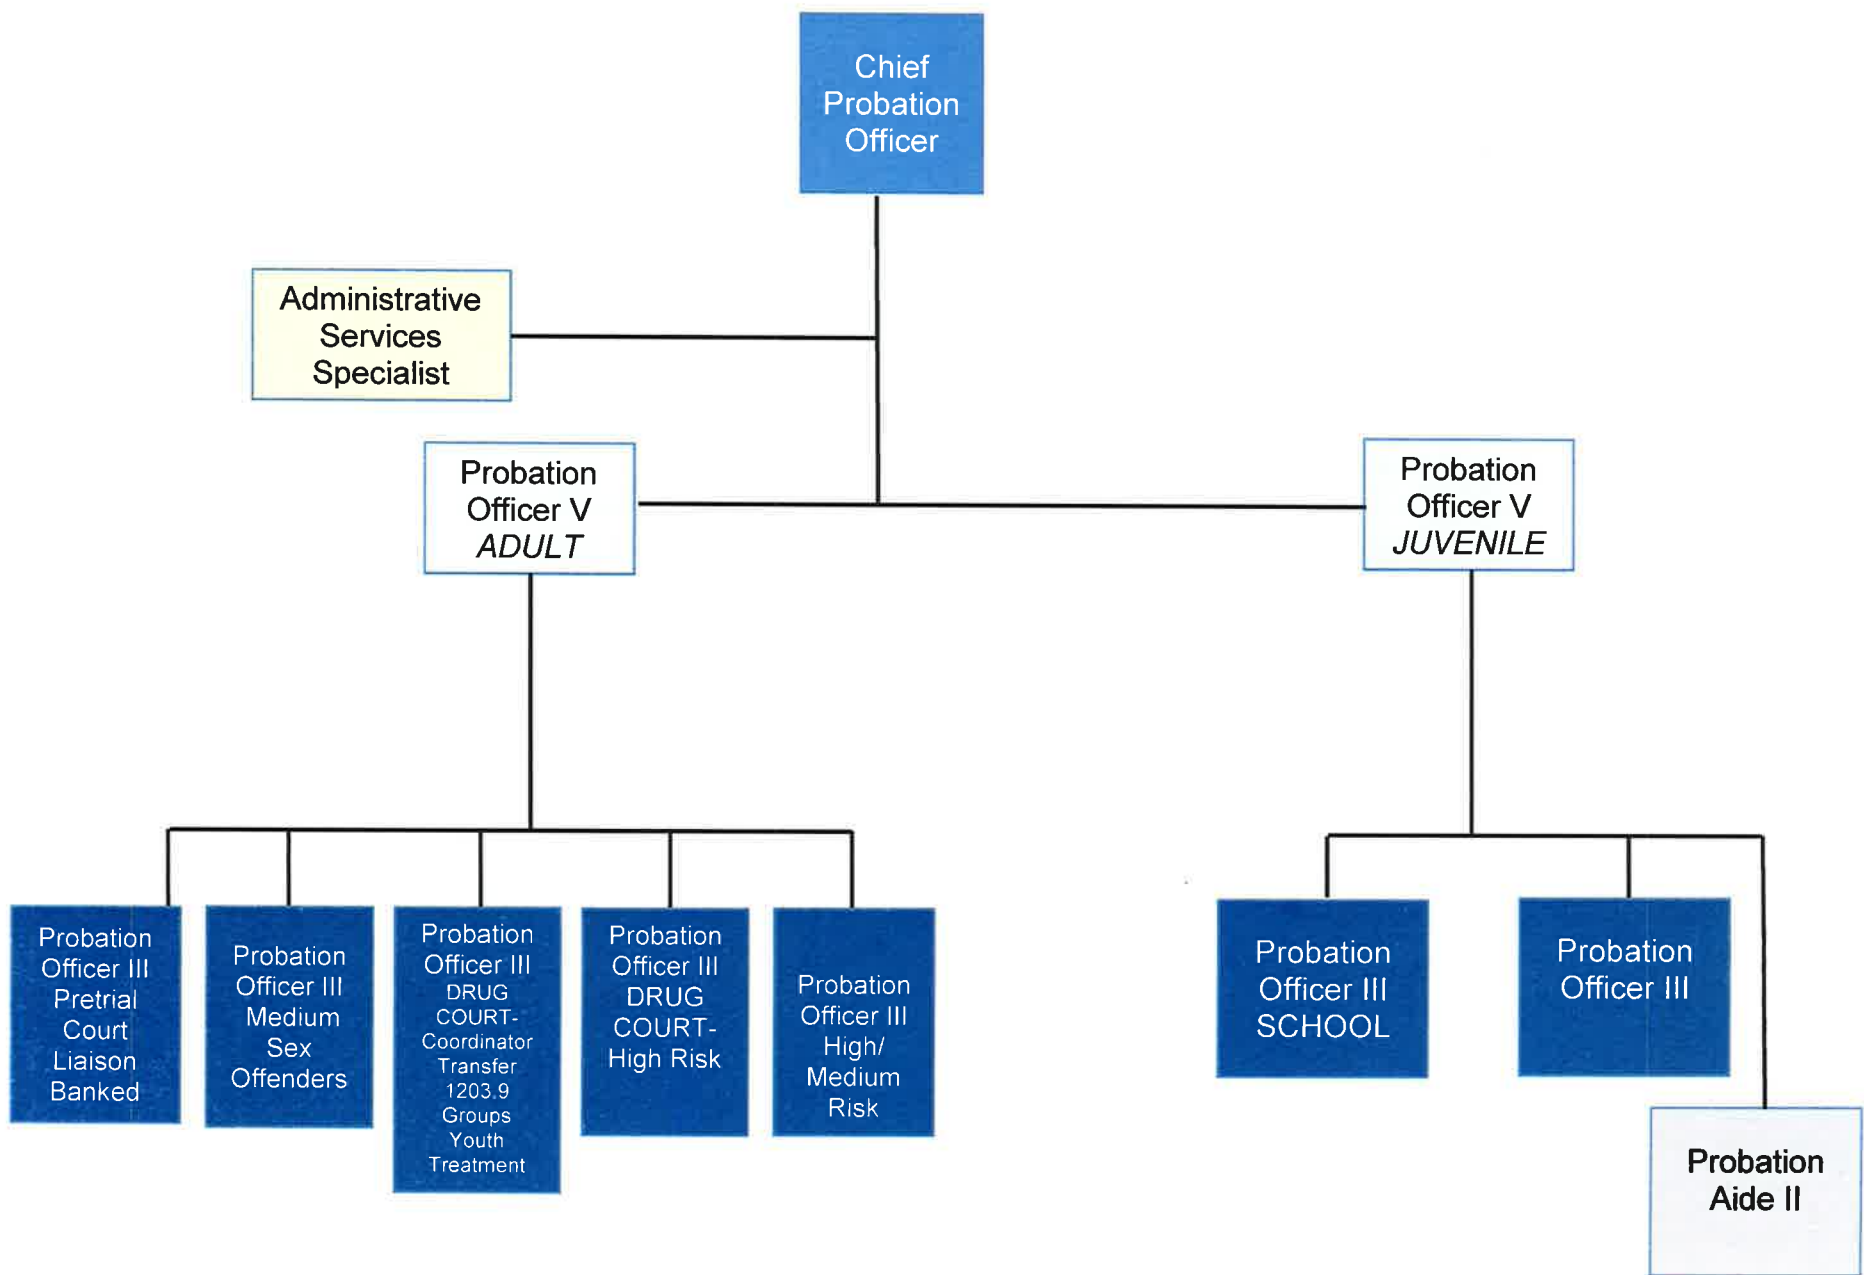 Chief
Probation
Officer
Administrative
Services
Specialist
Probation
Officer V
ADULT
Probation
Officer V
JUVENILE
Probation
Officer III
Pretrial
Court
Liaison
Banked
Probation
Officer III
Medium
Sex
Offenders
Probation
Officer III
DRUG
COURT-
Coordinator
Transfer
1203.9
Groups
Youth
Treatment
Probation
Officer III
DRUG
COURT-
High Risk
Probation
Officer III
High/
Medium
Risk
Probation
Officer III
SCHOOL
Probation
Officer III
Probation
Aide II